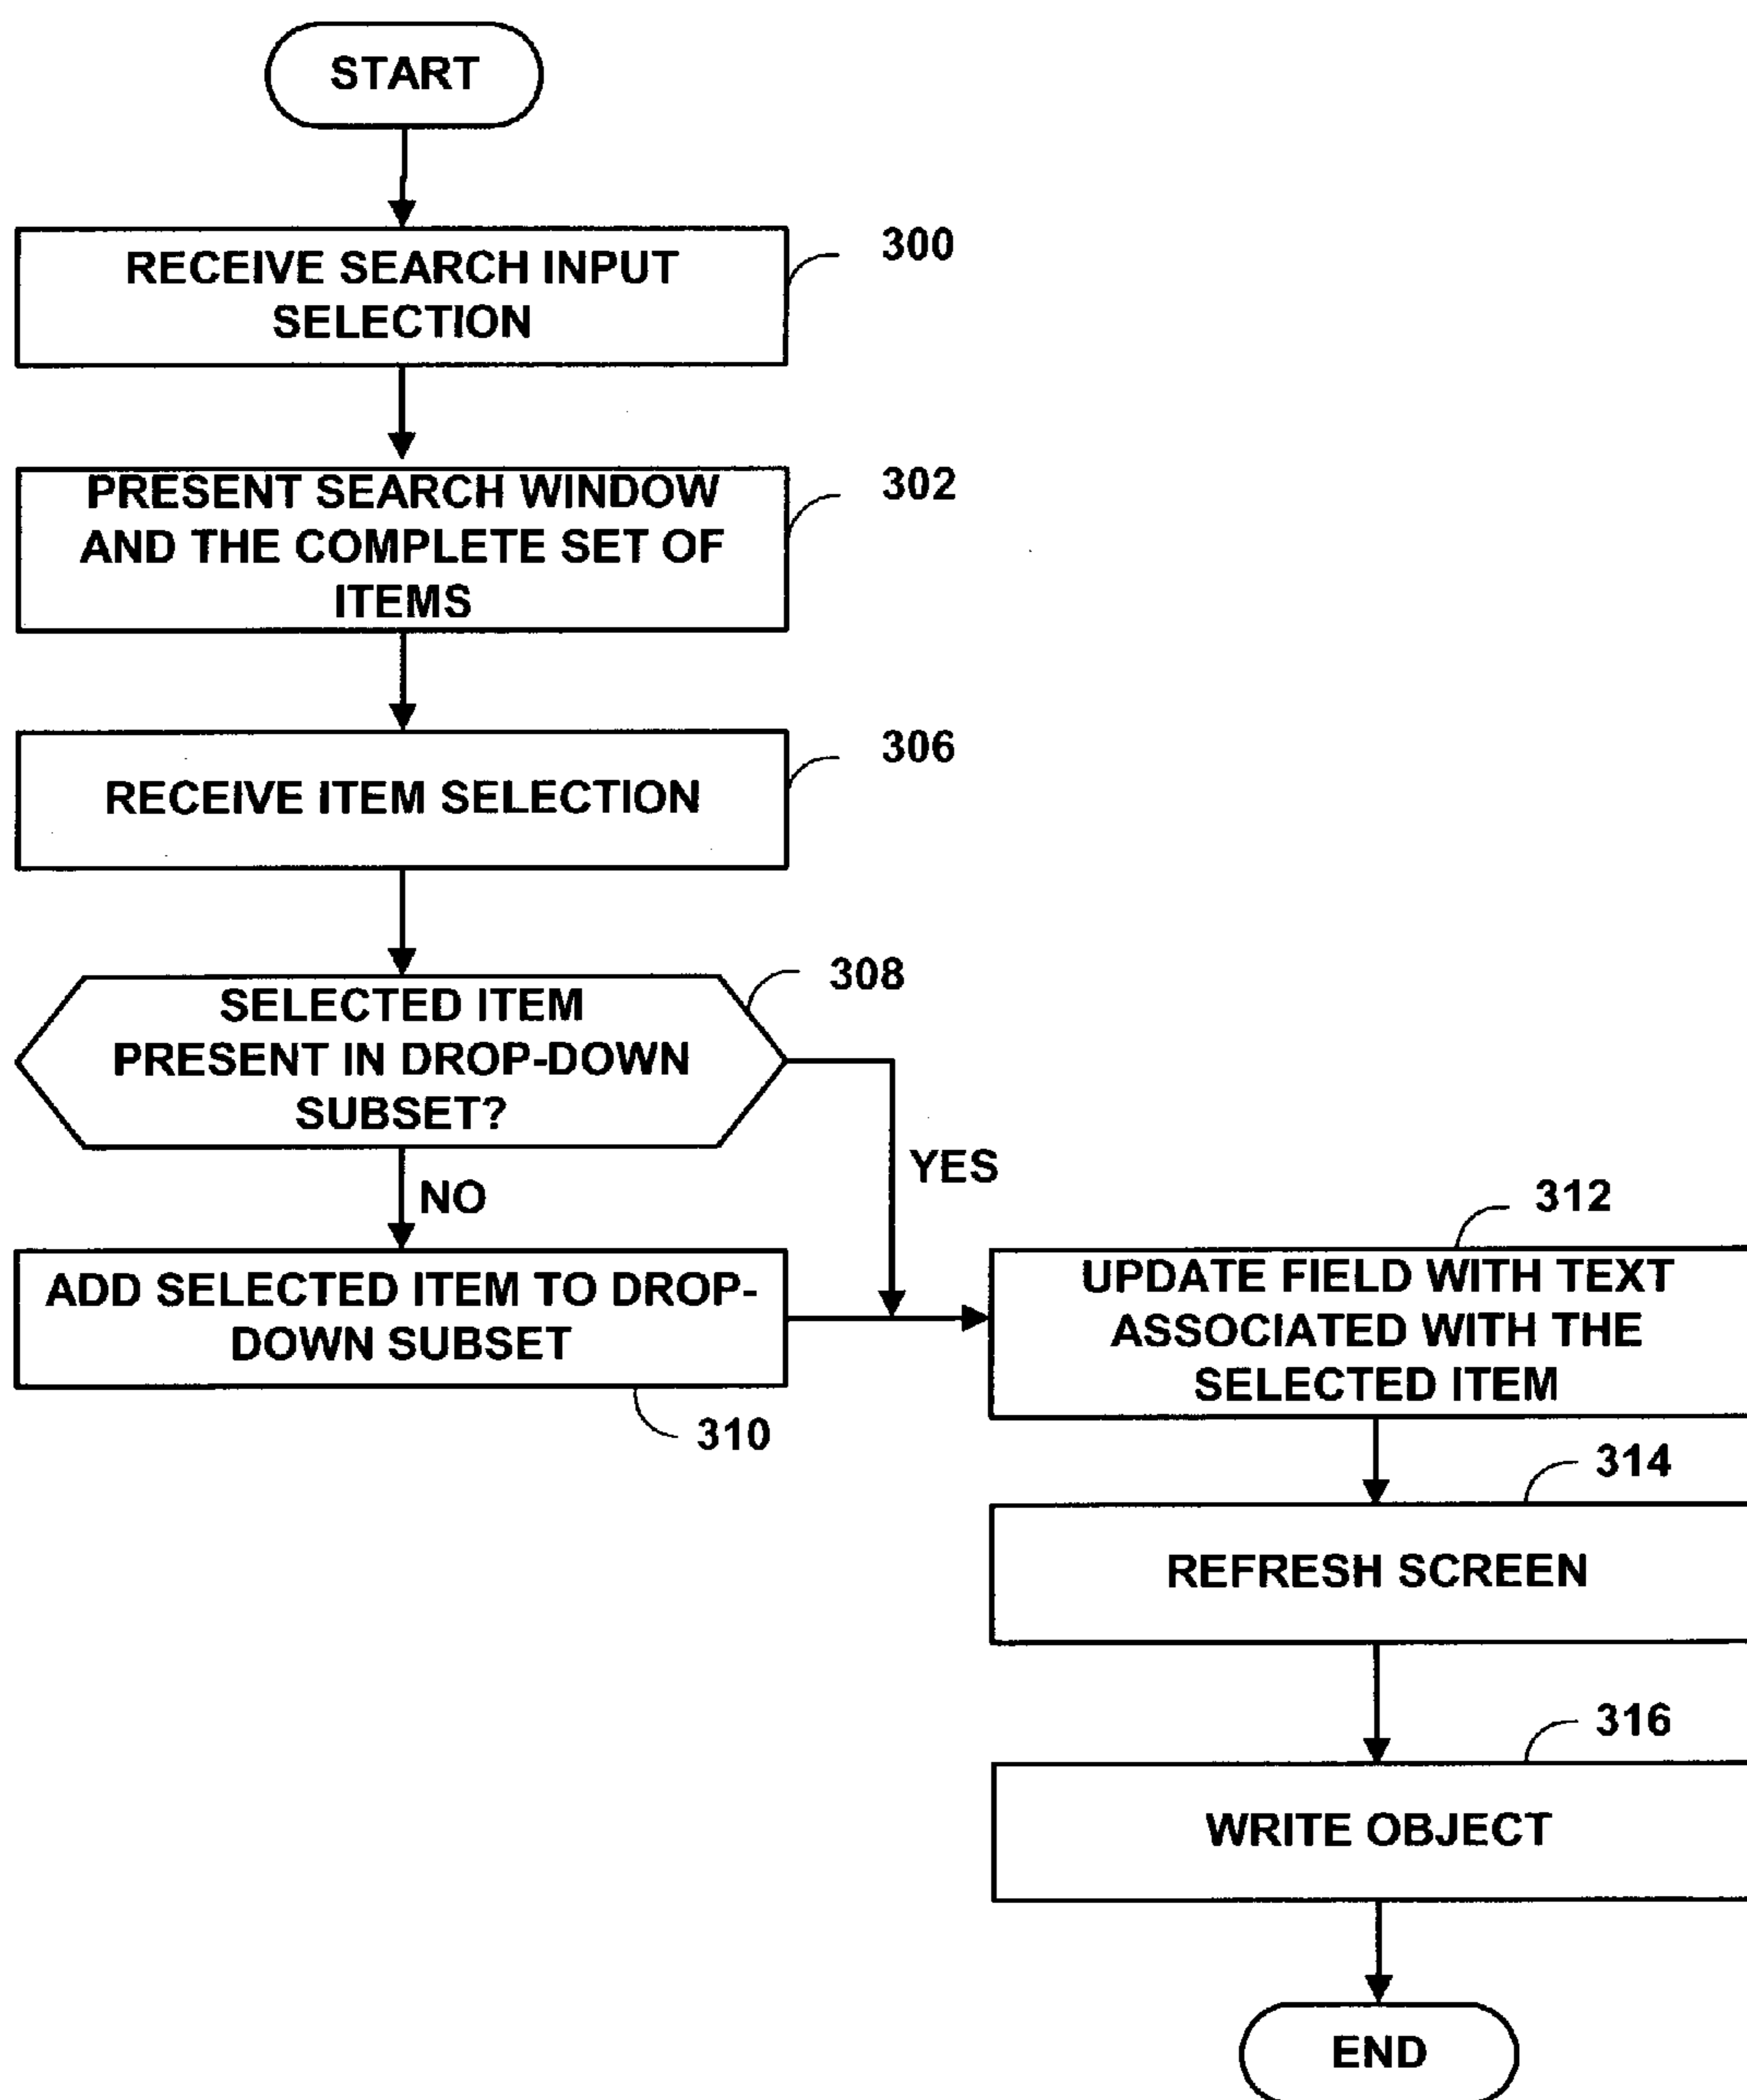 START
RECEIVE SEARCH INPUT
SELECTION
300
PRESENT SEARCH WINDOW
AND THE COMPLETE SET OF
ITEMS
302
RECEIVE ITEM SELECTION
306
SELECTED ITEM
PRESENT IN DROP-DOWN
SUBSET?
308
YES
NO
ADD SELECTED ITEM TO DROP-
DOWN SUBSET
310
312
UPDATE FIELD WITH TEXT
ASSOCIATED WITH THE
SELECTED ITEM
314
REFRESH SCREEN
316
WRITE OBJECT
END